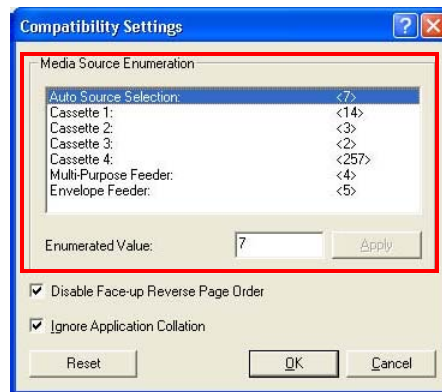 Compatibility Settings
Media Source Enumeration
Auto Source Selection: <7>
Cassette 1: <14>
Cassette 2: <3>
Cassette 3: <2>
Cassette 4: <257>
Multi-Purpose Feeder: <4>
Envelope Feeder: <5>
Enumerated Value: 7 Apply
Disable Face-up Reverse Page Order
Ignore Application Collation
Reset OK Cancel